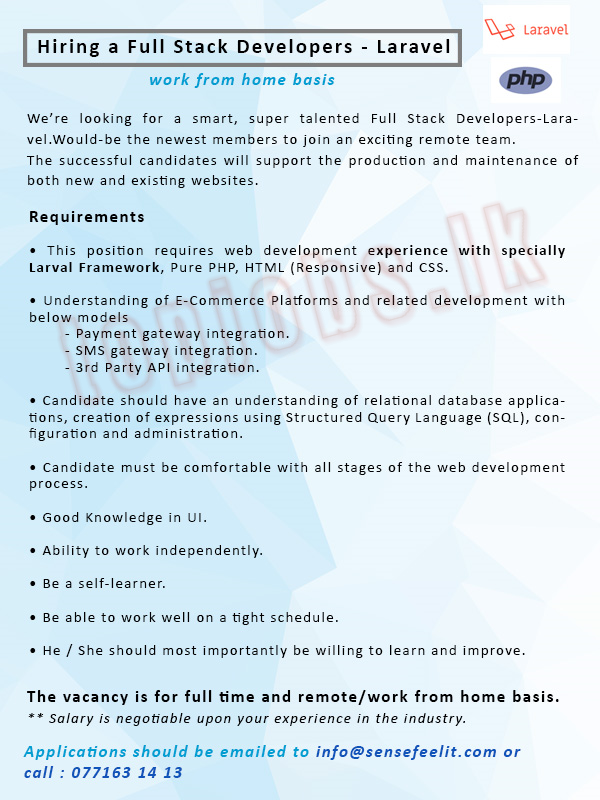 Laravel
Hiring a Full Stack Developers - Laravel
php
work from home basis
We’re looking for a smart, super talented Full Stack Developers-Lara-
vel.Would-be the newest members to join an exciting remote team.
The successful candidates will support the production and maintenance of
both new and existing websites.
Requirements
• This position requires web development experience with specially
Larval Framework, Pure PHP, HTML (Responsive) and CSS.
• Understanding of E-Commerce Platforms and related development with
below models
- Payment gateway integration.
- SMS gateway integration.
- 3rd Party API integration.
• Candidate should have an understanding of relational database applica-
tions, creation of expressions using Structured Query Language (SQL), con-
figuration and administration.
• Candidate must be comfortable with all stages of the web development
process.
• Good Knowledge in UI.
• Ability to work independently.
• Be a self-learner.
• Be able to work well on a tight schedule.
• He / She should most importantly be willing to learn and improve.
The vacancy is for full time and remote/work from home basis.
** Salary is negotiable upon your experience in the industry.
Applications should be emailed to info@sensefeelit.com or
call : 077163 14 13
topjobs.lk